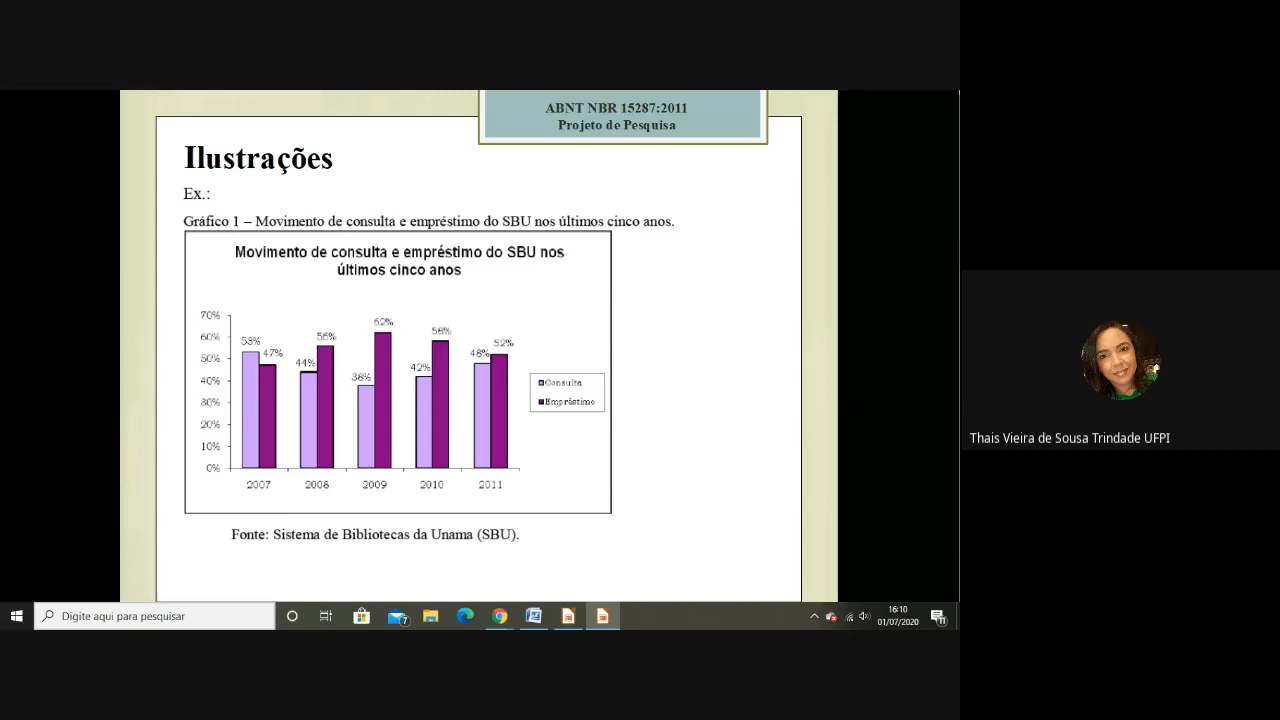 ABNT NBR 15287:2011
Projeto de Pesquisa
Ilustrações
Ex.:
Gráfico 1 – Movimento de consulta e empréstimo do SBU nos últimos cinco anos.
Movimento de consulta e empréstimo do SBU nos
últimos cinco anos
70%
60%
50%
40%
30%
20%
10%
0%
53%
47%
44%
56%
38%
62%
42%
58%
48%
52%
2007
2008
2009
2010
2011
Consulta
Empréstimo
Fonte: Sistema de Bibliotecas da Unama (SBU).
Thais Vieira de Sousa Trindade UFPI
Digite aqui para pesquisar
7
16:10
01/07/2020
11